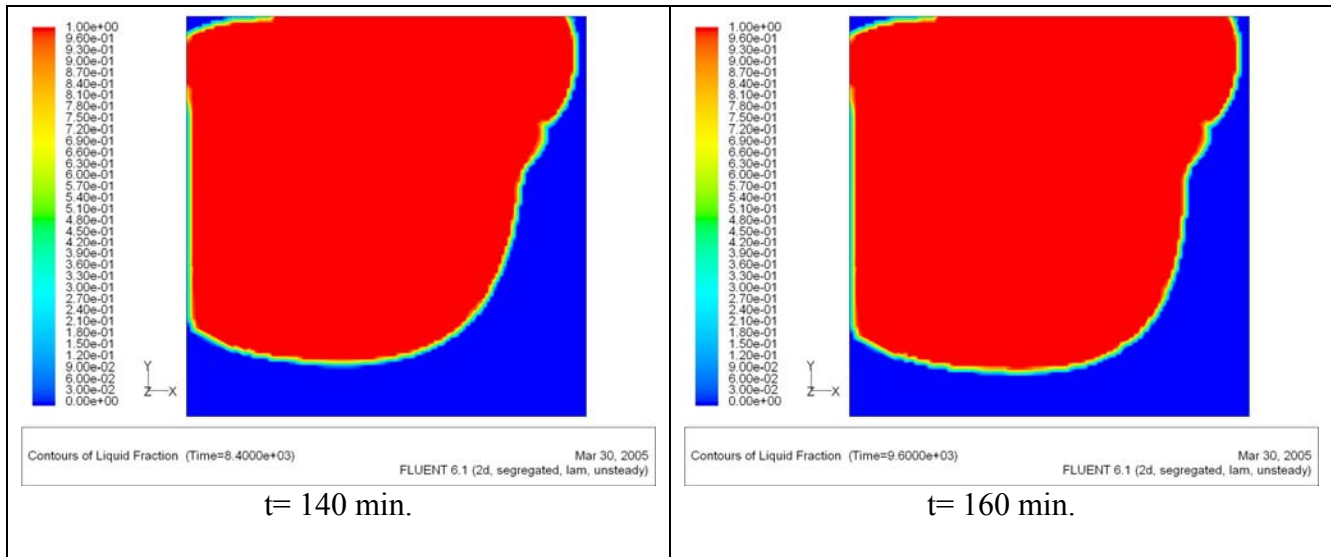 1.00e+00
9.60e-01
9.30e-01
9.00e-01
8.70e-01
8.40e-01
8.10e-01
7.80e-01
7.50e-01
7.20e-01
6.90e-01
6.60e-01
6.30e-01
6.00e-01
5.70e-01
5.40e-01
5.10e-01
4.80e-01
4.50e-01
4.20e-01
3.90e-01
3.60e-01
3.30e-01
3.00e-01
2.70e-01
2.40e-01
2.10e-01
1.80e-01
1.50e-01
1.20e-01
9.00e-02
6.00e-02
3.00e-02
0.00e+00
Y
Z X
Contours of Liquid Fraction (Time=8.4000e+03) Mar 30, 2005
FLUENT 6.1 (2d, segregated, lam, unsteady)
t= 140 min.
1.00e+00
9.60e-01
9.30e-01
9.00e-01
8.70e-01
8.40e-01
8.10e-01
7.80e-01
7.50e-01
7.20e-01
6.90e-01
6.60e-01
6.30e-01
6.00e-01
5.70e-01
5.40e-01
5.10e-01
4.80e-01
4.50e-01
4.20e-01
3.90e-01
3.60e-01
3.30e-01
3.00e-01
2.70e-01
2.40e-01
2.10e-01
1.80e-01
1.50e-01
1.20e-01
9.00e-02
6.00e-02
3.00e-02
0.00e+00
Y
Z X
Contours of Liquid Fraction (Time=9.6000e+03) Mar 30, 2005
FLUENT 6.1 (2d, segregated, lam, unsteady)
t= 160 min.